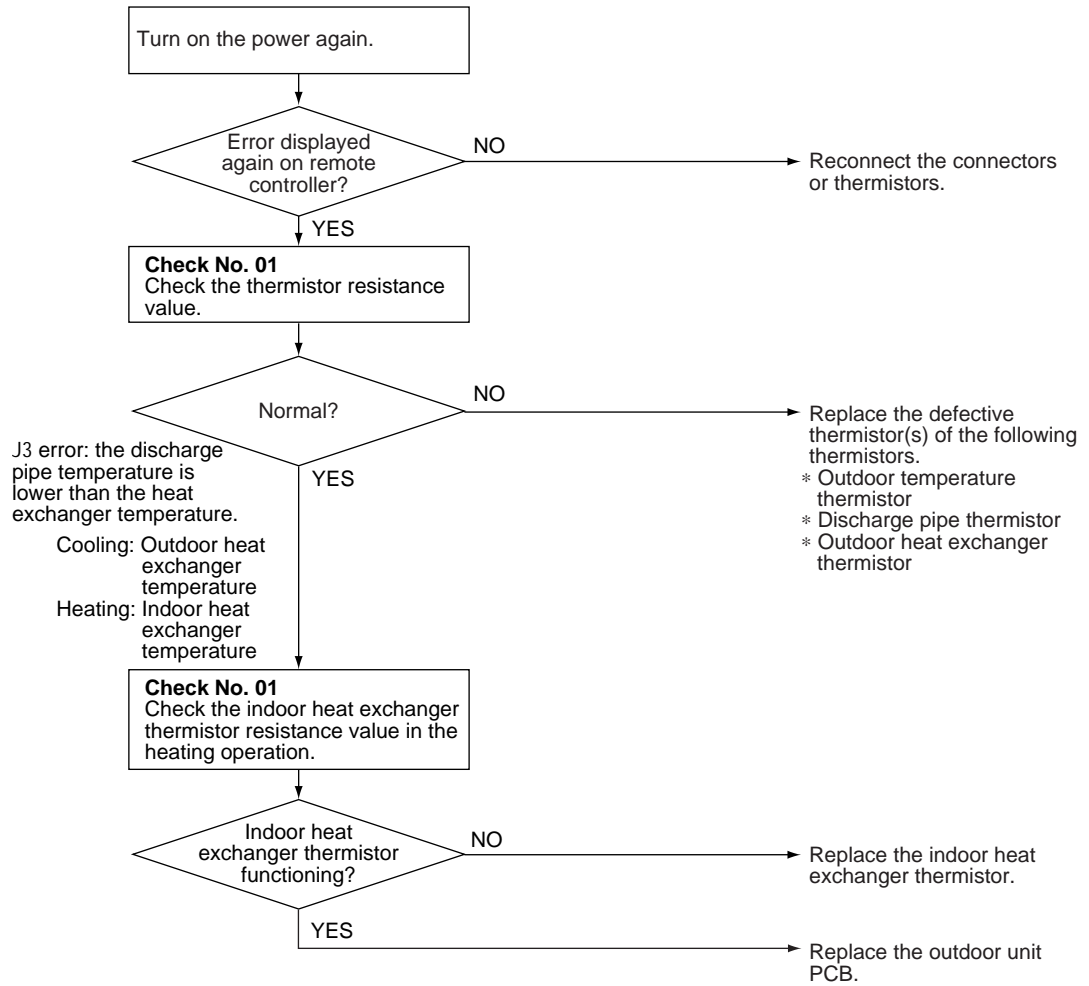 Turn on the power again.
Error displayed
again on remote
controller?
NO
Reconnect the connectors
or thermistors.
YES
Check No. 01
Check the thermistor resistance
value.
Normal?
NO
Replace the defective
thermistor(s) of the following
thermistors.
* Outdoor temperature
thermistor
* Discharge pipe thermistor
* Outdoor heat exchanger
thermistor
YES
J3 error: the discharge
pipe temperature is
lower than the heat
exchanger temperature.
Cooling: Outdoor heat
exchanger
temperature
Heating: Indoor heat
exchanger
temperature
Check No. 01
Check the indoor heat exchanger
thermistor resistance value in the
heating operation.
Indoor heat
exchanger thermistor
functioning?
NO
Replace the indoor heat
exchanger thermistor.
YES
Replace the outdoor unit
PCB.